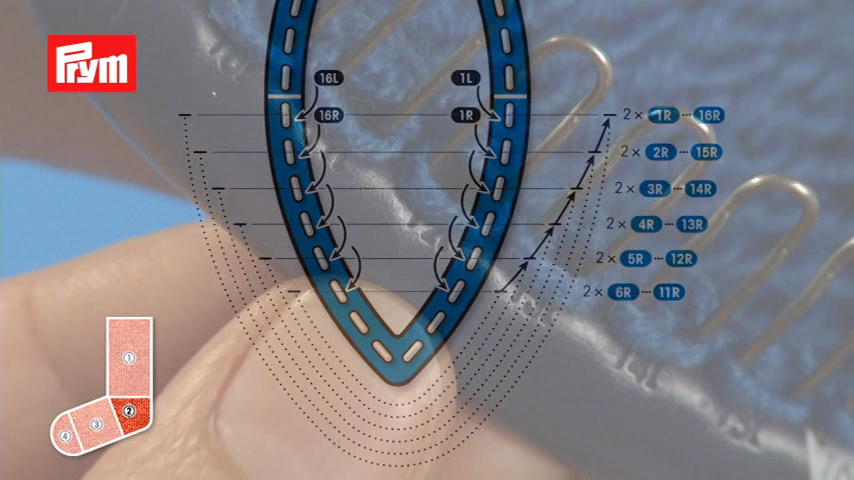 Prym
16L 1L
16R 1R
2× 1R ··· 16R
2× 2R ··· 15R
2× 3R ··· 14R
2× 4R ··· 13R
2× 5R ··· 12R
2× 6R ··· 11R
1
2
3
4